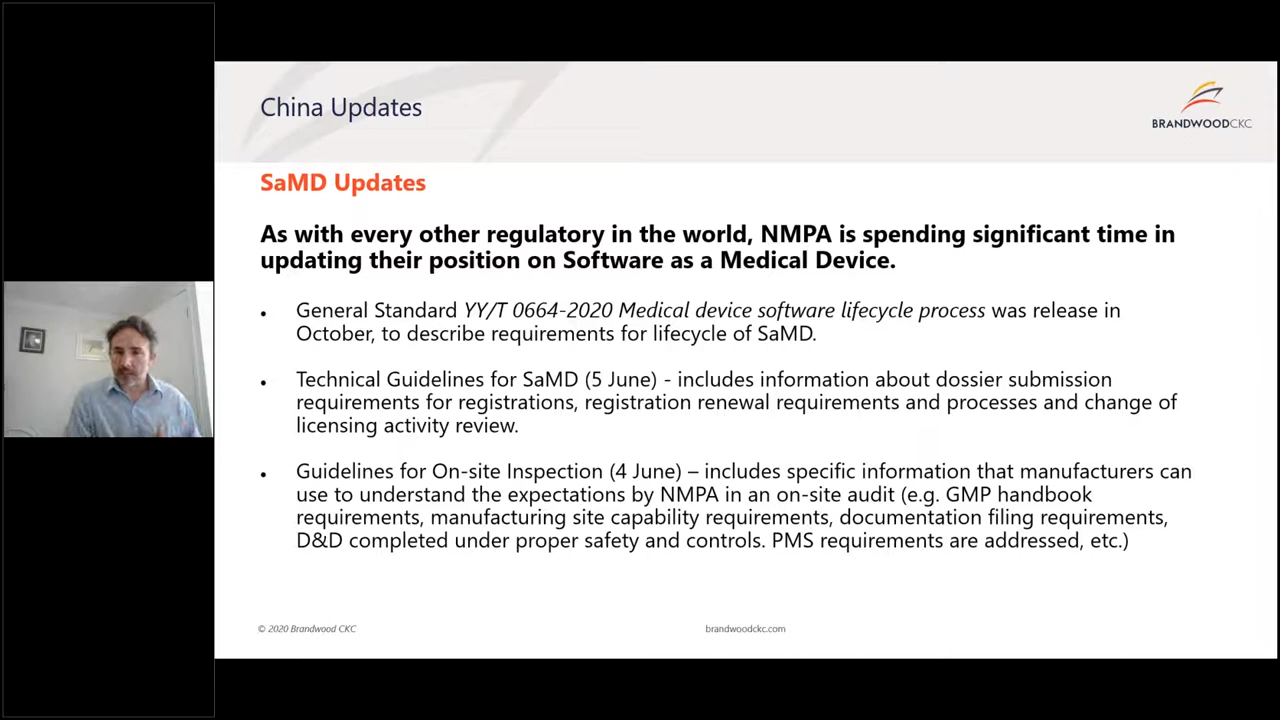 China Updates
BRANDWOODCKC
SaMD Updates
As with every other regulatory in the world, NMPA is spending significant time in
updating their position on Software as a Medical Device.
• General Standard YY/T 0664-2020 Medical device software lifecycle process was release in
October, to describe requirements for lifecycle of SaMD.
• Technical Guidelines for SaMD (5 June) - includes information about dossier submission
requirements for registrations, registration renewal requirements and processes and change of
licensing activity review.
• Guidelines for On-site Inspection (4 June) – includes specific information that manufacturers can
use to understand the expectations by NMPA in an on-site audit (e.g. GMP handbook
requirements, manufacturing site capability requirements, documentation filing requirements,
D&D completed under proper safety and controls. PMS requirements are addressed, etc.)
© 2020 Brandwood CKC
brandwoodckc.com